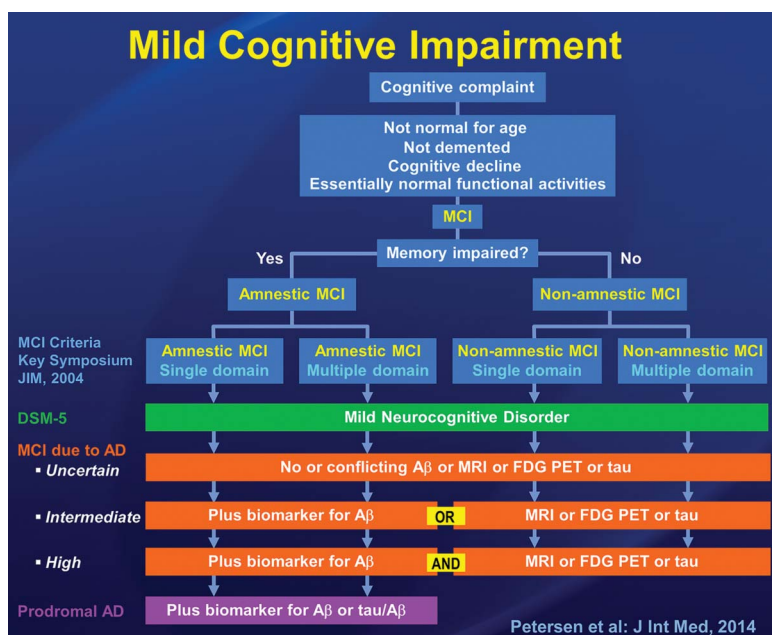 Mild Cognitive Impairment
Cognitive complaint
Not normal for age
Not demented
Cognitive decline
Essentially normal functional activities
MCI
Memory impaired?
Yes
No
Amnestic MCI
Non-amnestic MCI
MCI Criteria
Key Symposium
JIM, 2004
Amnestic MCI
Single domain
Amnestic MCI
Multiple domain
Non-amnestic MCI
Single domain
Non-amnestic MCI
Multiple domain
DSM-5
Mild Neurocognitive Disorder
MCI due to AD
▪ Uncertain
No or conflicting Aβ or MRI or FDG PET or tau
▪ Intermediate
Plus biomarker for Aβ
OR
MRI or FDG PET or tau
▪ High
Plus biomarker for Aβ
AND
MRI or FDG PET or tau
Prodromal AD
Plus biomarker for Aβ or tau/Aβ
Petersen et al: J Int Med, 2014